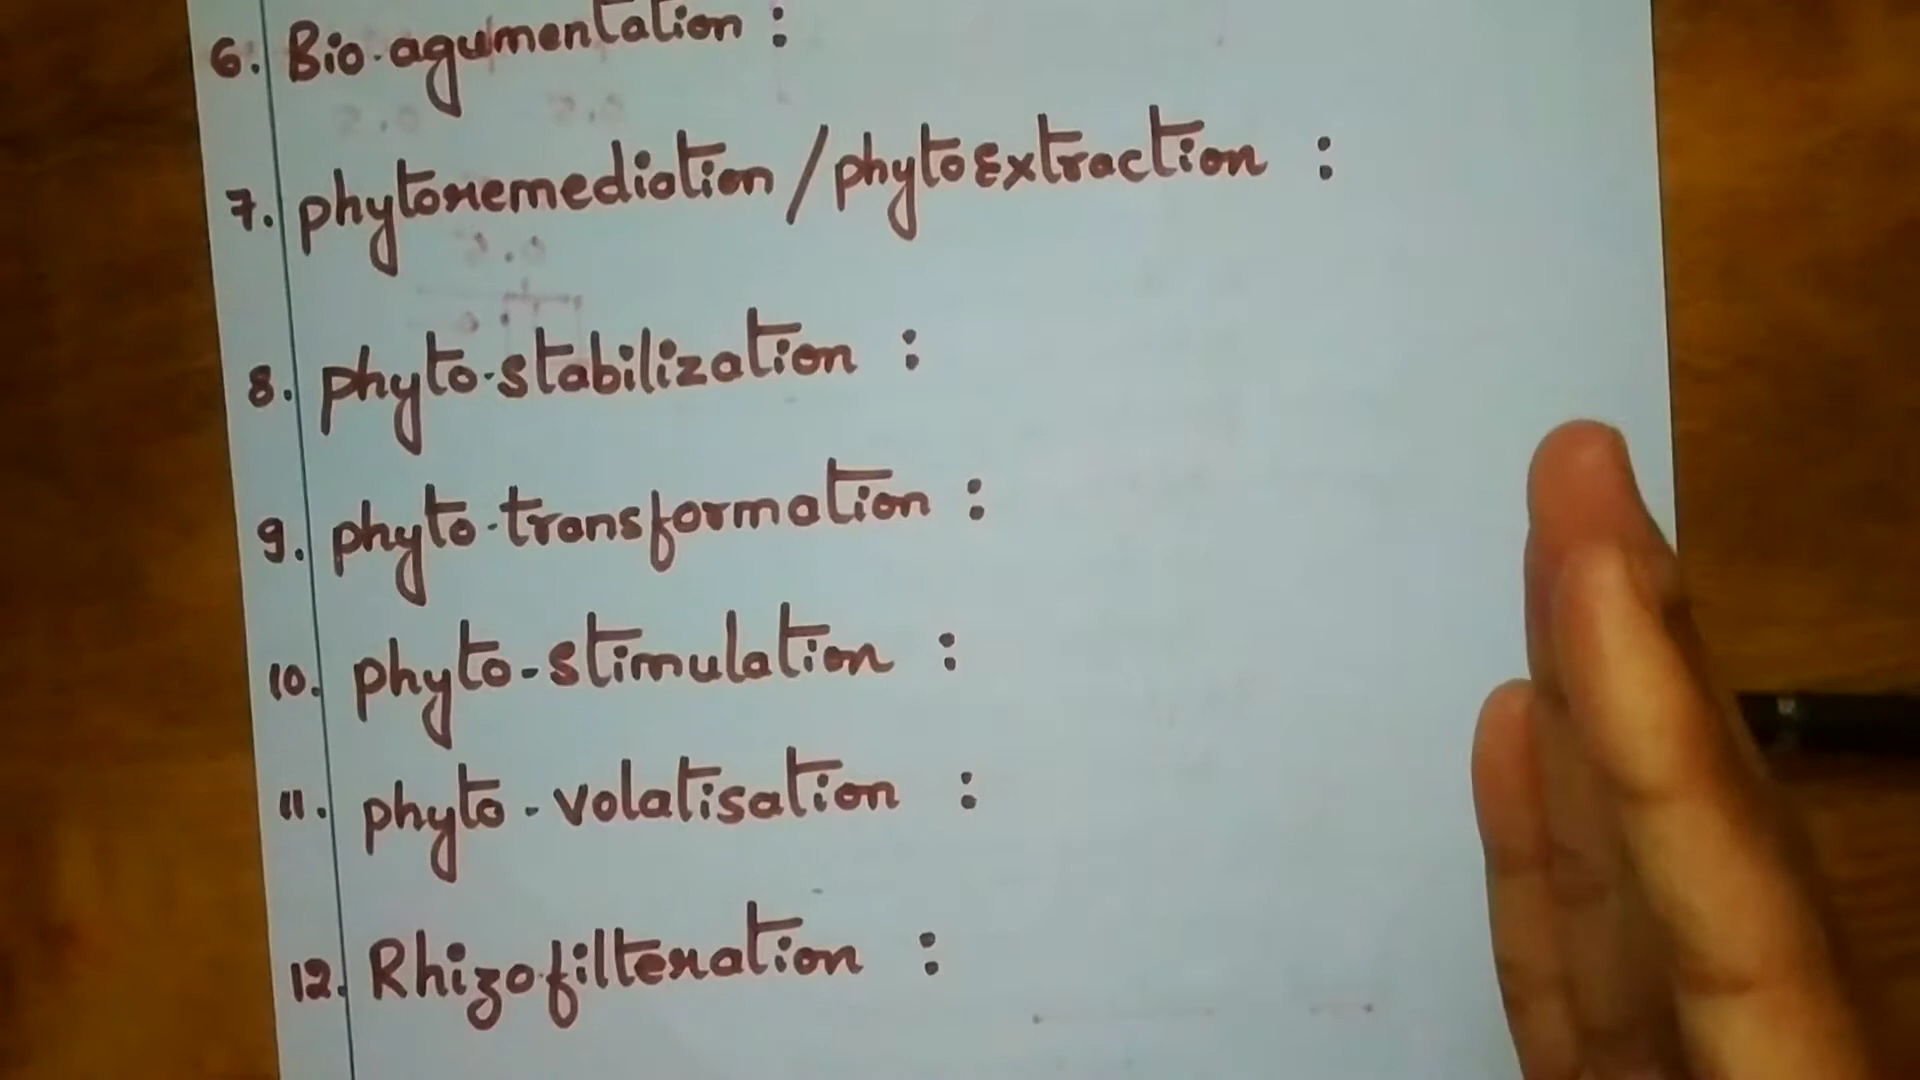 6. Bio.agumentation :
7. phytoremediation / phytoExtraction :
8. phyto.stabilization :
9. phyto.transformation :
10. phyto-stimulation :
11. phyto-volatisation :
12. Rhizofilteration :